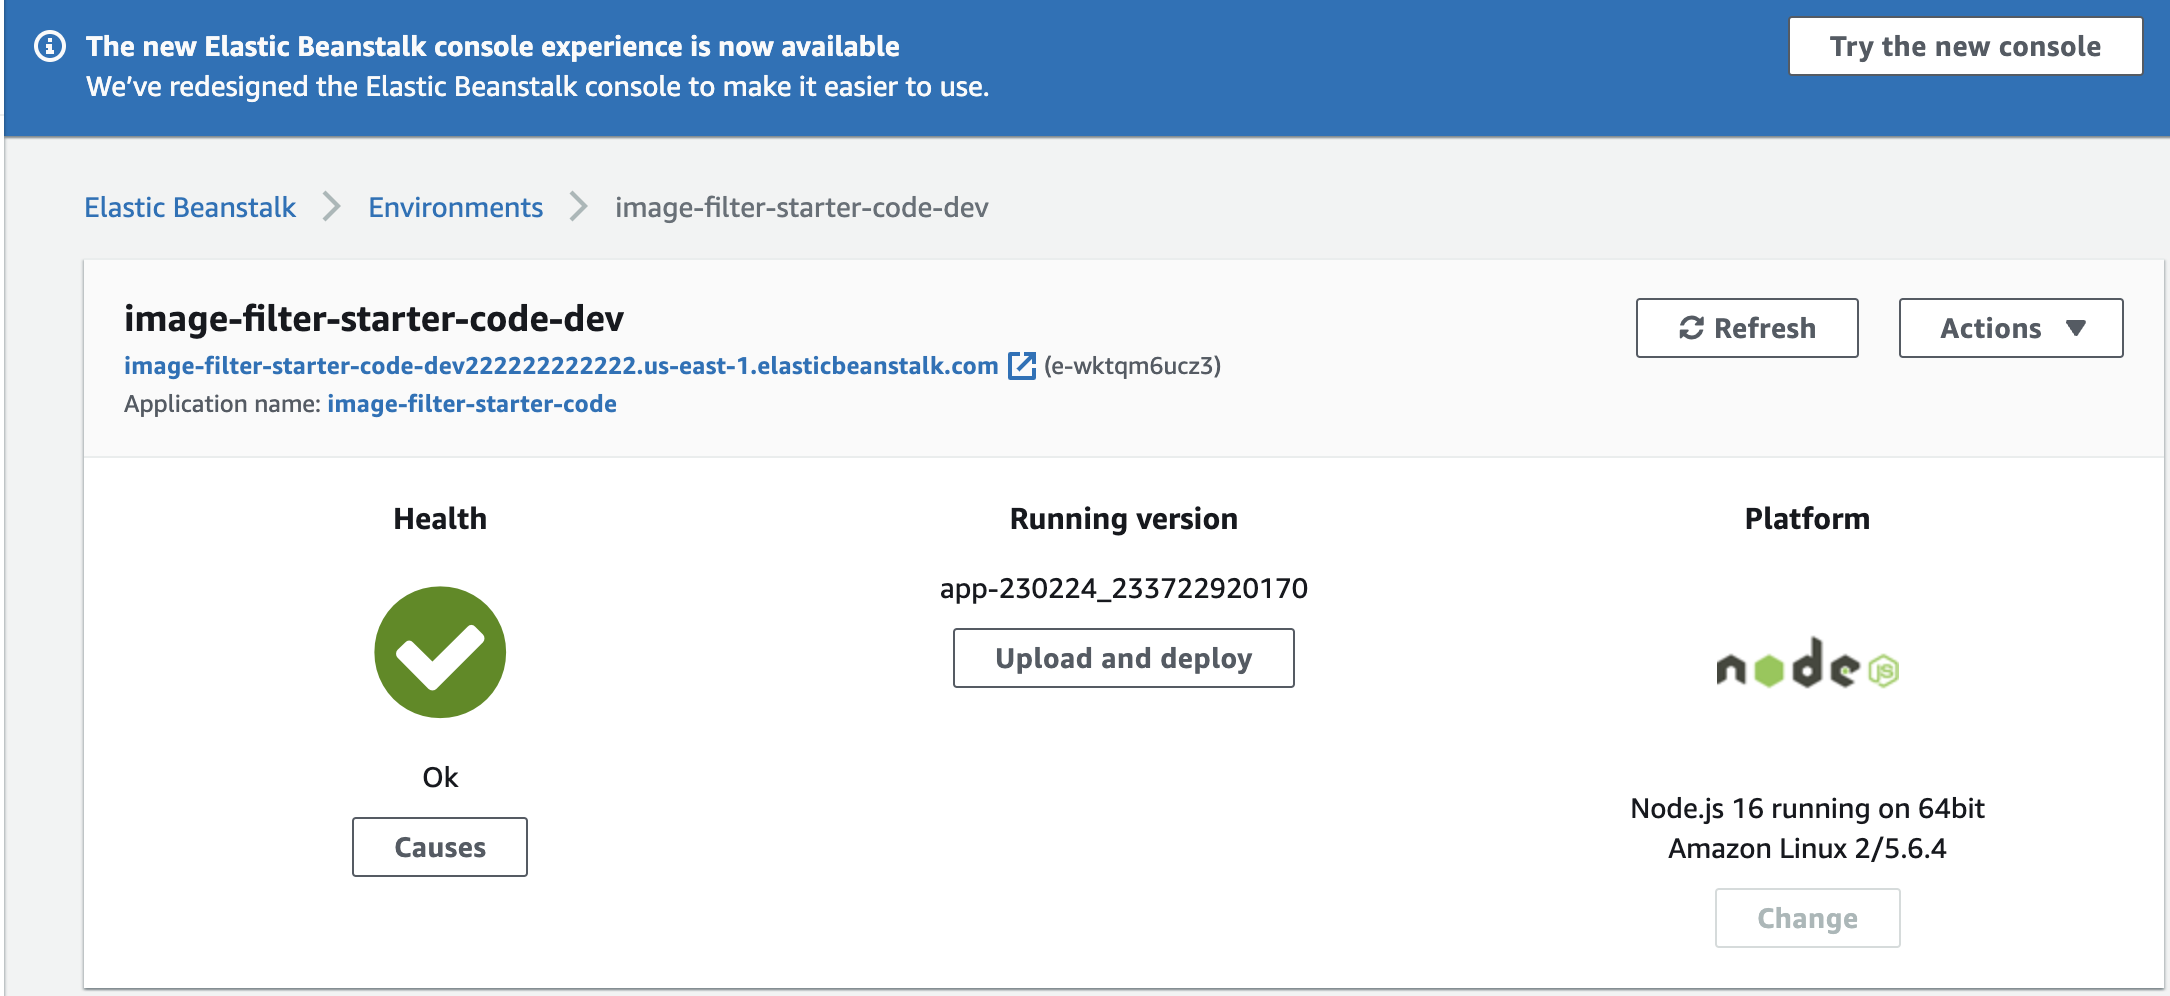 The new Elastic Beanstalk console experience is now available
We’ve redesigned the Elastic Beanstalk console to make it easier to use.
Try the new console
Elastic Beanstalk
Environments
image-filter-starter-code-dev
image-filter-starter-code-dev
image-filter-starter-code-dev222222222222.us-east-1.elasticbeanstalk.com (e-wktqm6ucz3)
Application name: image-filter-starter-code
Refresh
Actions
Health
Ok
Causes
Running version
app-230224_233722920170
Upload and deploy
Platform
node JS
Node.js 16 running on 64bit
Amazon Linux 2/5.6.4
Change